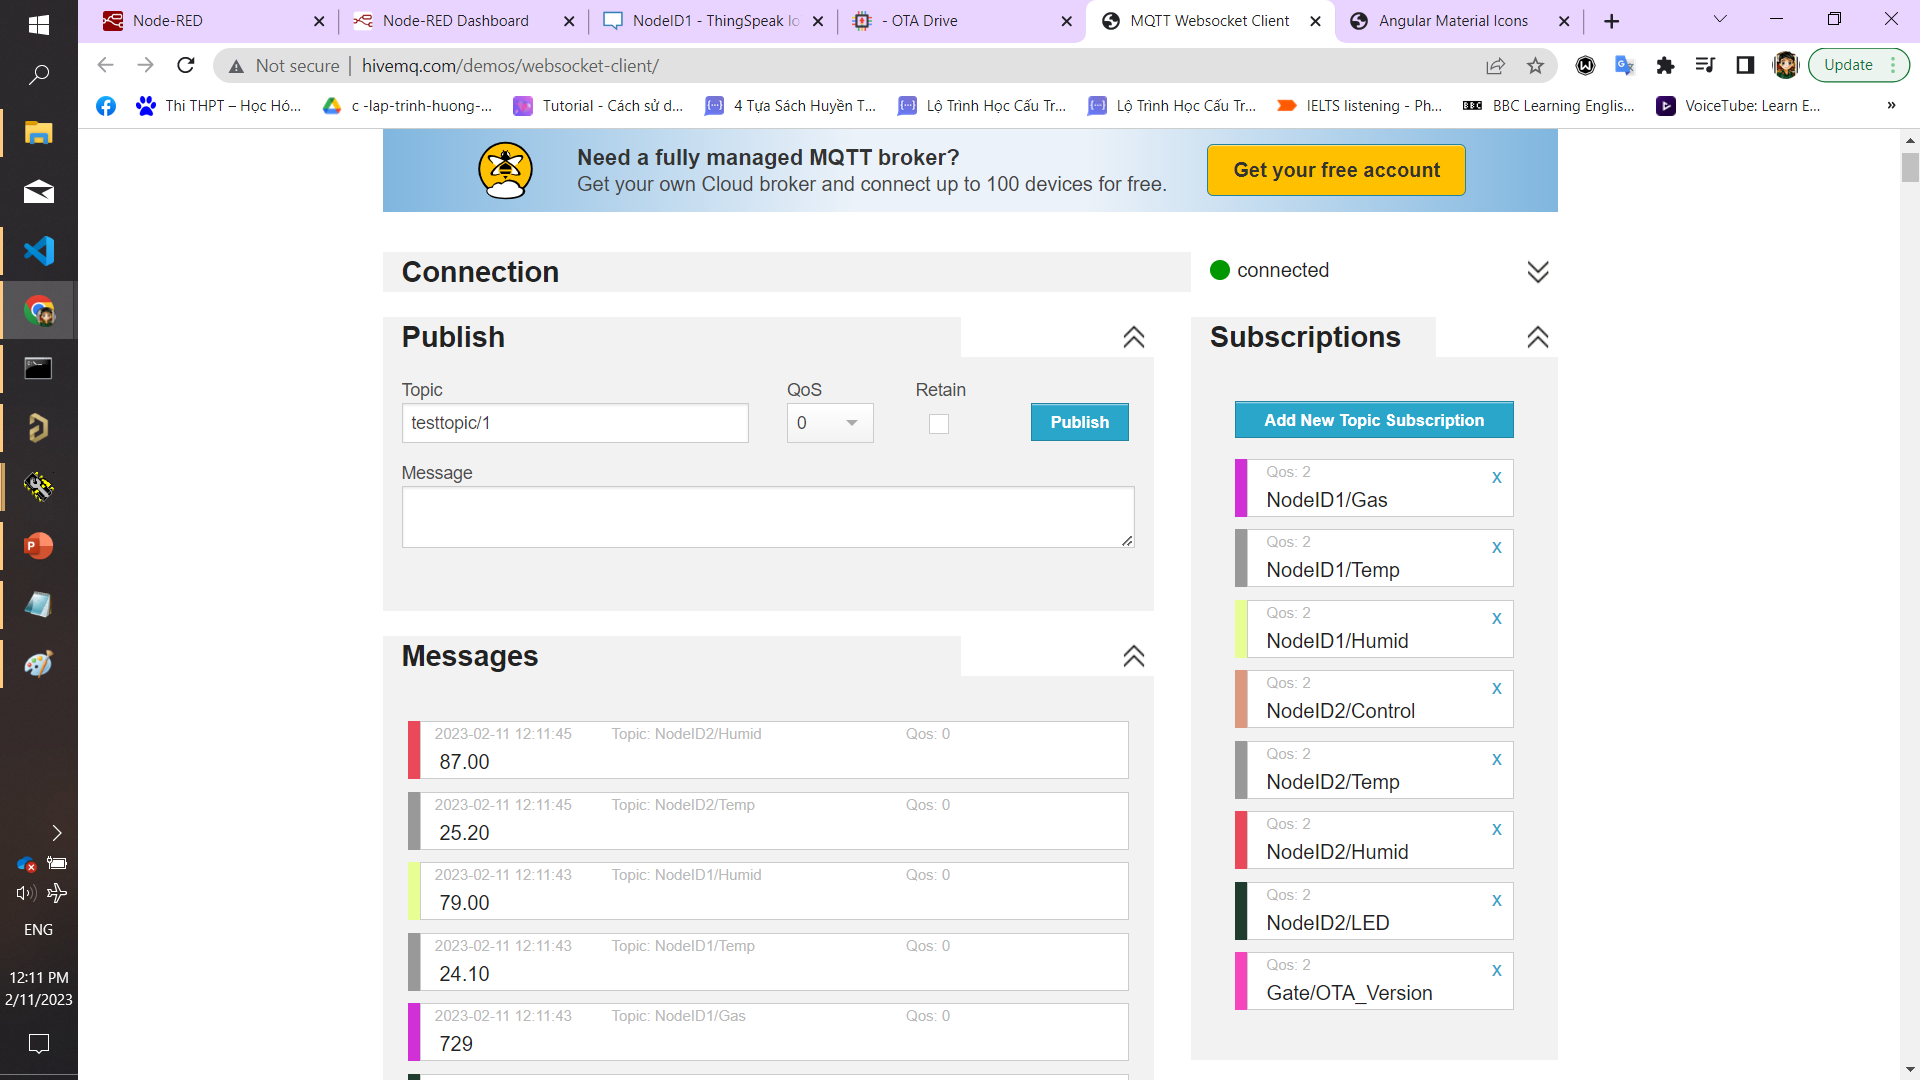 Node-RED
Node-RED Dashboard
NodeID1 - ThingSpeak Io
- OTA Drive
MQTT Websocket Client
Angular Material Icons
Not secure
hivemq.com/demos/websocket-client/
Update
Thi THPT – Học Hó...
c -lap-trinh-huong-...
Tutorial - Cách sử d...
4 Tựa Sách Huyền T...
Lộ Trình Học Cấu Tr...
Lộ Trình Học Cấu Tr...
IELTS listening - Ph...
BBC
BBC Learning Englis...
VoiceTube: Learn E...
»
Need a fully managed MQTT broker?
Get your own Cloud broker and connect up to 100 devices for free.
Get your free account
Connection
connected
Publish
Topic
QoS
Retain
testtopic/1
0
Publish
Message
Subscriptions
Add New Topic Subscription
Qos: 2
x
NodeID1/Gas
Qos: 2
x
NodeID1/Temp
Qos: 2
x
NodeID1/Humid
Qos: 2
x
NodeID2/Control
Qos: 2
x
NodeID2/Temp
Qos: 2
x
NodeID2/Humid
Qos: 2
x
NodeID2/LED
Qos: 2
x
Gate/OTA_Version
Messages
2023-02-11 12:11:45 Topic: NodeID2/Humid Qos: 0
87.00
2023-02-11 12:11:45 Topic: NodeID2/Temp Qos: 0
25.20
2023-02-11 12:11:43 Topic: NodeID1/Humid Qos: 0
79.00
2023-02-11 12:11:43 Topic: NodeID1/Temp Qos: 0
24.10
2023-02-11 12:11:43 Topic: NodeID1/Gas Qos: 0
729
P
ENG
12:11 PM
2/11/2023